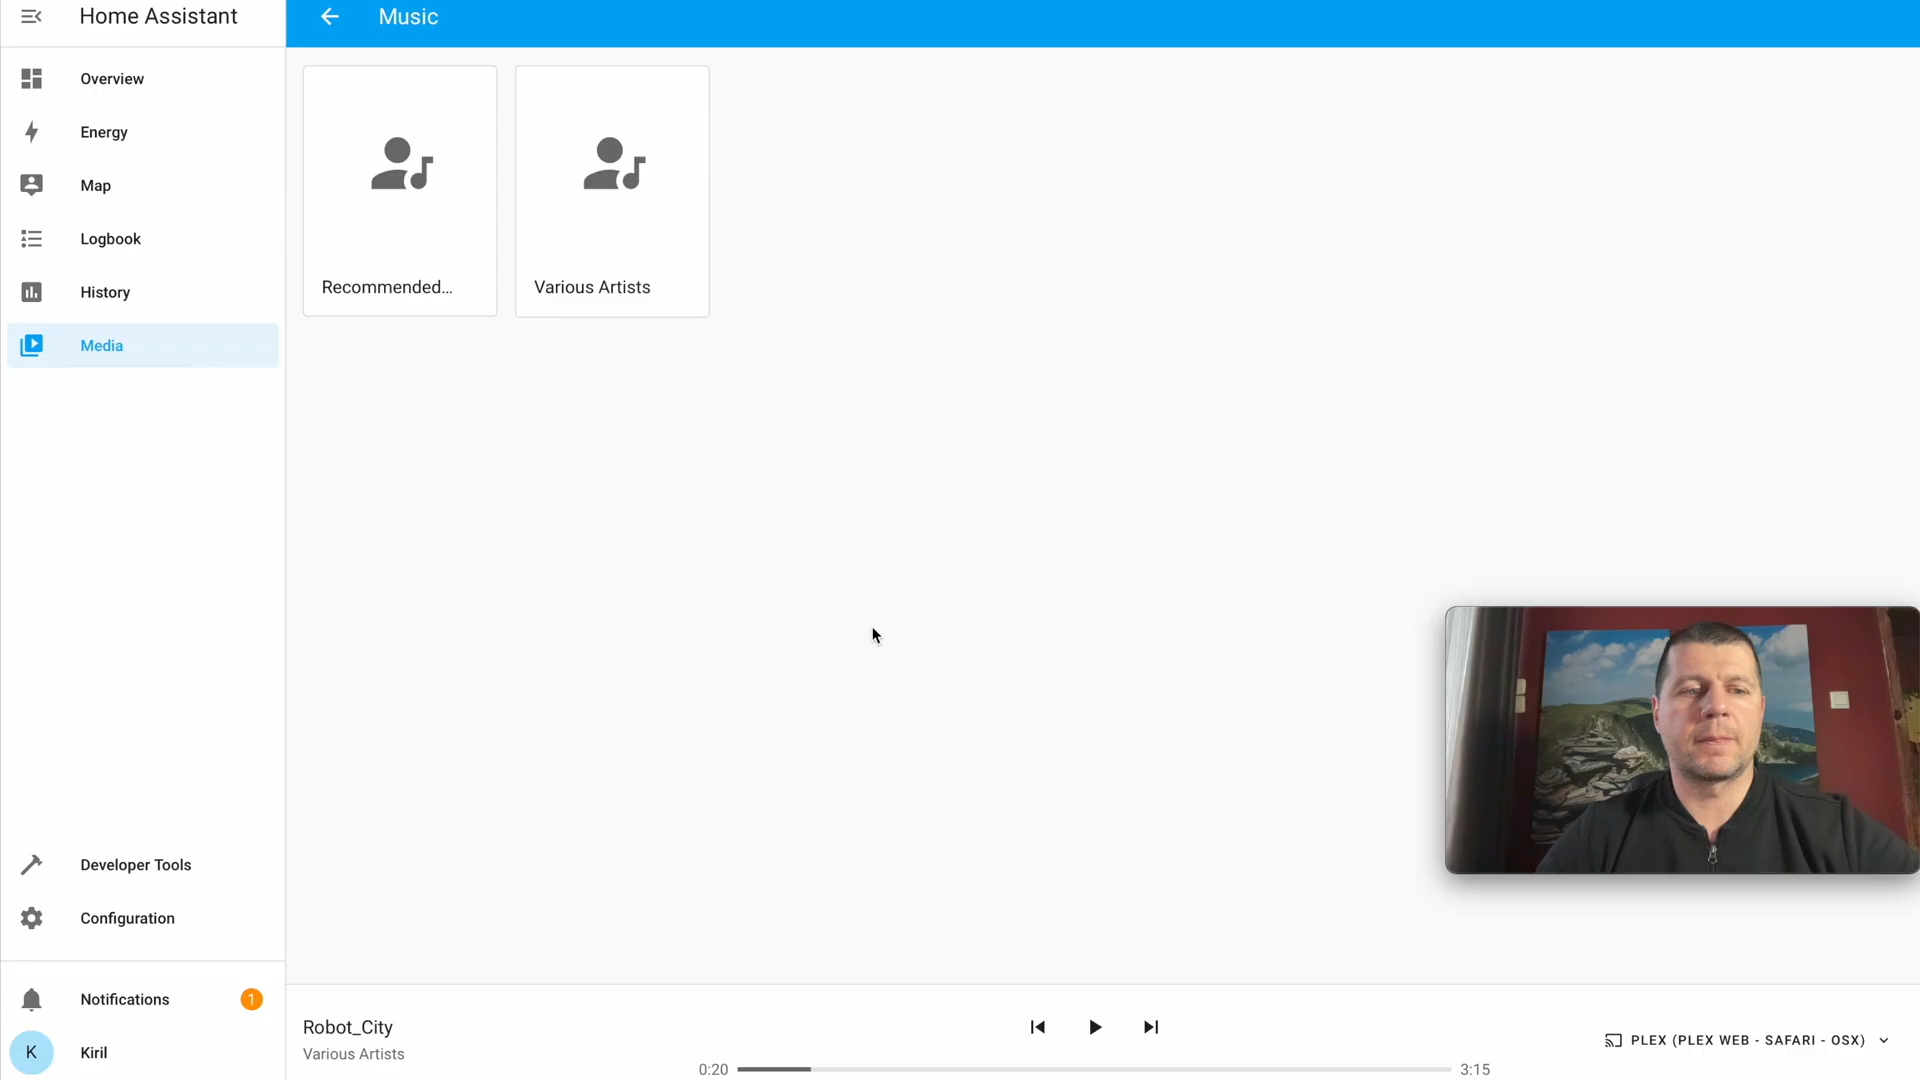 Home Assistant
Music
Overview
Energy
Map
Logbook
History
Media
Recommended...
Various Artists
Developer Tools
Configuration
Notifications
1
K
Kiril
Robot_City
Various Artists
0:20
3:15
PLEX (PLEX WEB - SAFARI - OSX)